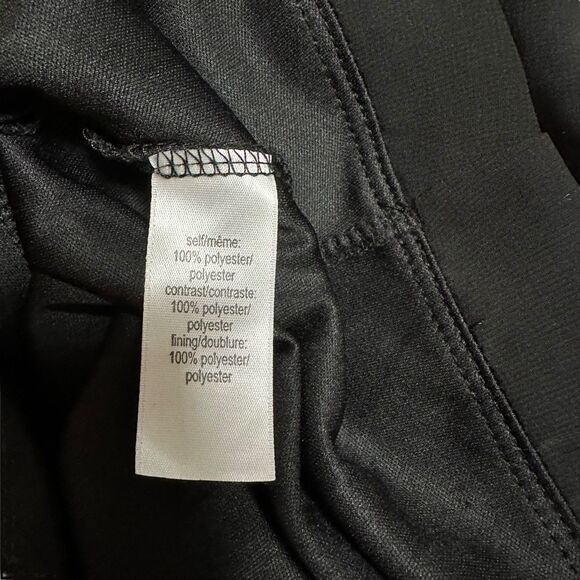 self/même:
100% polyester/
polyester
contrast/contraste:
100% polyester/
polyester
lining/doublure:
100% polyester/
polyester